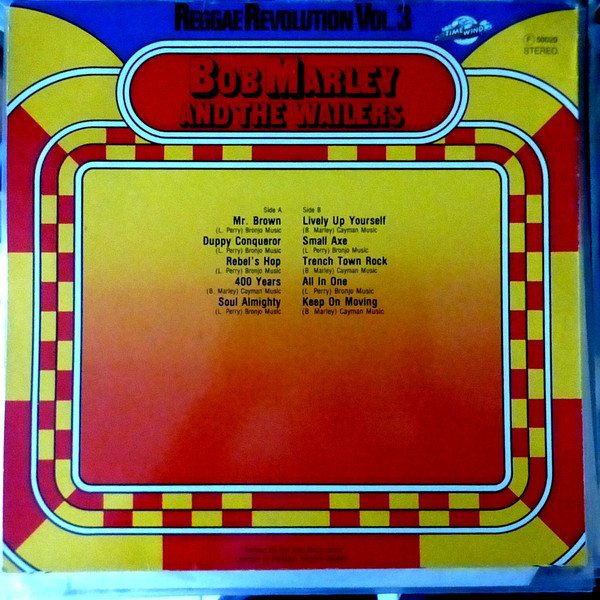 REGGAE REVOLUTION VOL. 3
TIMEWIND
F 50029
STEREO
BOB MARLEY
AND THE WAILERS
Side A
Mr. Brown
(L. Perry) Bronjo Music
Duppy Conqueror
(L. Perry) Bronjo Music
Rebel's Hop
(L. Perry) Bronjo Music
400 Years
(B. Marley) Cayman Music
Soul Almighty
(L. Perry) Bronjo Music
Side B
Lively Up Yourself
(B. Marley) Cayman Music
Small Axe
(L. Perry) Bronjo Music
Trench Town Rock
(B. Marley) Cayman Music
All In One
(L. Perry) Bronjo Music
Keep On Moving
(B. Marley) Cayman Music